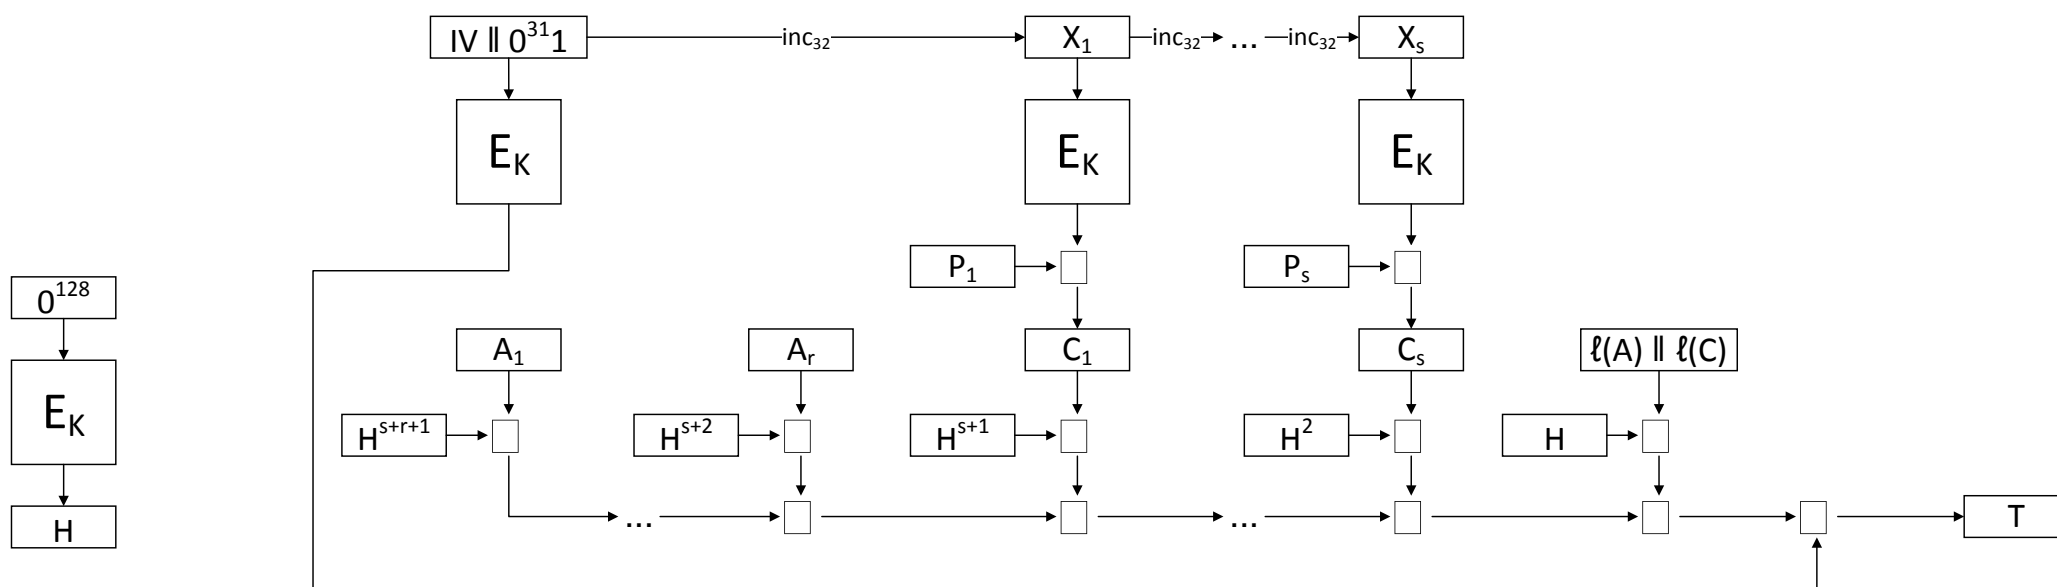 IV ǁ 0³¹1 inc₃₂ X₁ inc₃₂ ... inc₃₂ Xₛ
E_K E_K E_K
P₁ Pₛ
0¹²⁸
A₁ Aᵣ C₁ Cₛ ℓ(A) ǁ ℓ(C)
E_K
H^{s+r+1} H^{s+2} H^{s+1} H² H
H ... ... T